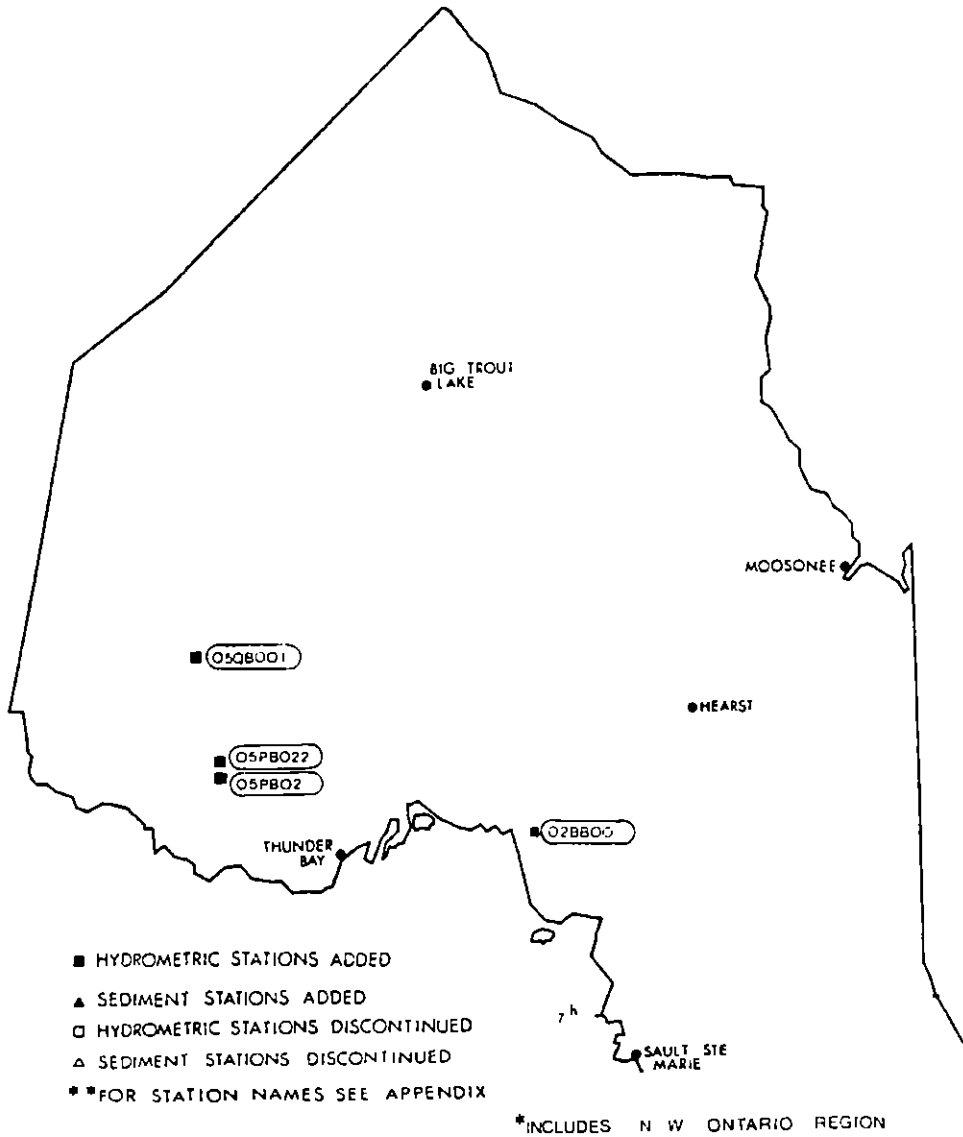 BIG TROUT
LAKE
MOOSONEE
05QB001
HEARST
05PB022
05PB02
02BB00
THUNDER
BAY
■ HYDROMETRIC STATIONS ADDED
▲ SEDIMENT STATIONS ADDED
□ HYDROMETRIC STATIONS DISCONTINUED
△ SEDIMENT STATIONS DISCONTINUED
SAULT STE
MARIE
**FOR STATION NAMES SEE APPENDIX
*INCLUDES N W ONTARIO REGION